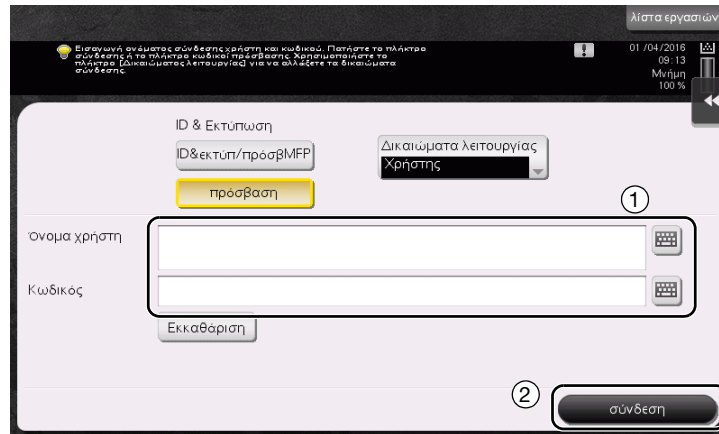 λίστα εργασιών
Εισαγωγή ονόματος σύνδεσης χρήστη και κωδικού. Πατήστε το πλήκτρο
σύνδεσης ή το πλήκτρο κωδικοί πρόσβασης. Χρησιμοποιήστε το
πλήκτρο [Δικαιώματος λειτουργίας] για να αλλάξετε τα δικαιώματα
σύνδεσης.
01/04/2016
09:13
Μνήμη
100 %
ID & Εκτύπωση
ID&εκτύπ/πρόσβMFP
Δικαιώματα λειτουργίας
Χρήστης
πρόσβαση
1
Όνομα χρήστη
Κωδικός
Εκκαθάριση
2
σύνδεση